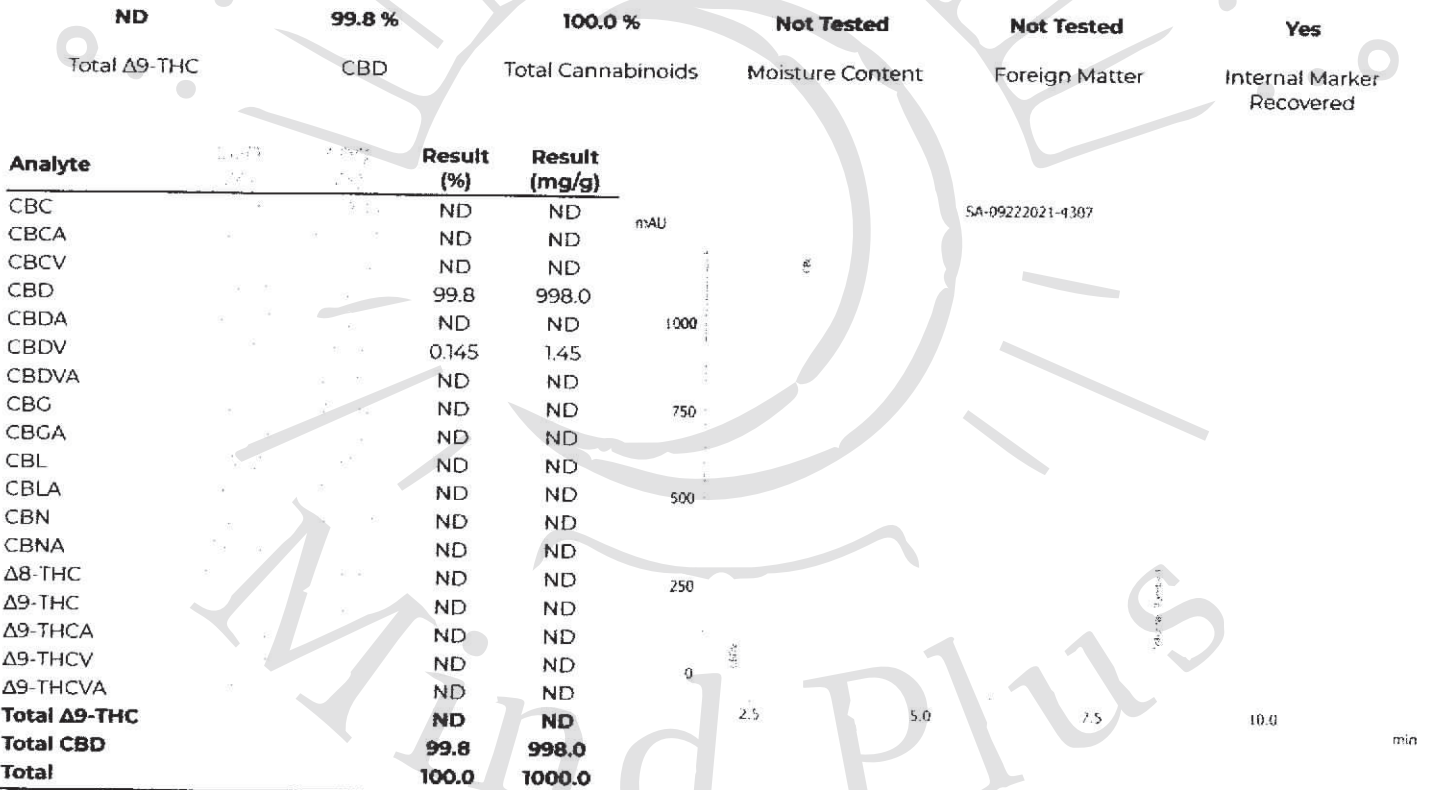 ND 99.8 % 100.0 % Not Tested Not Tested Yes
Total Δ9-THC CBD Total Cannabinoids Moisture Content Foreign Matter Internal Marker
Recovered
Analyte Result Result
(%) (mg/g)
CBC ND ND
CBCA ND ND
CBCV ND ND
CBD 99.8 998.0
CBDA ND ND
CBDV 0.145 1.45
CBDVA ND ND
CBG ND ND
CBGA ND ND
CBL ND ND
CBLA ND ND
CBN ND ND
CBNA ND ND
Δ8-THC ND ND
Δ9-THC ND ND
Δ9-THCA ND ND
Δ9-THCV ND ND
Δ9-THCVA ND ND
Total Δ9-THC ND ND
Total CBD 99.8 998.0
Total 100.0 1000.0
mAU
SA-09222021-4307
1000
750
500
250
0
2.5 5.0 7.5 10.0
min
Mind Plus